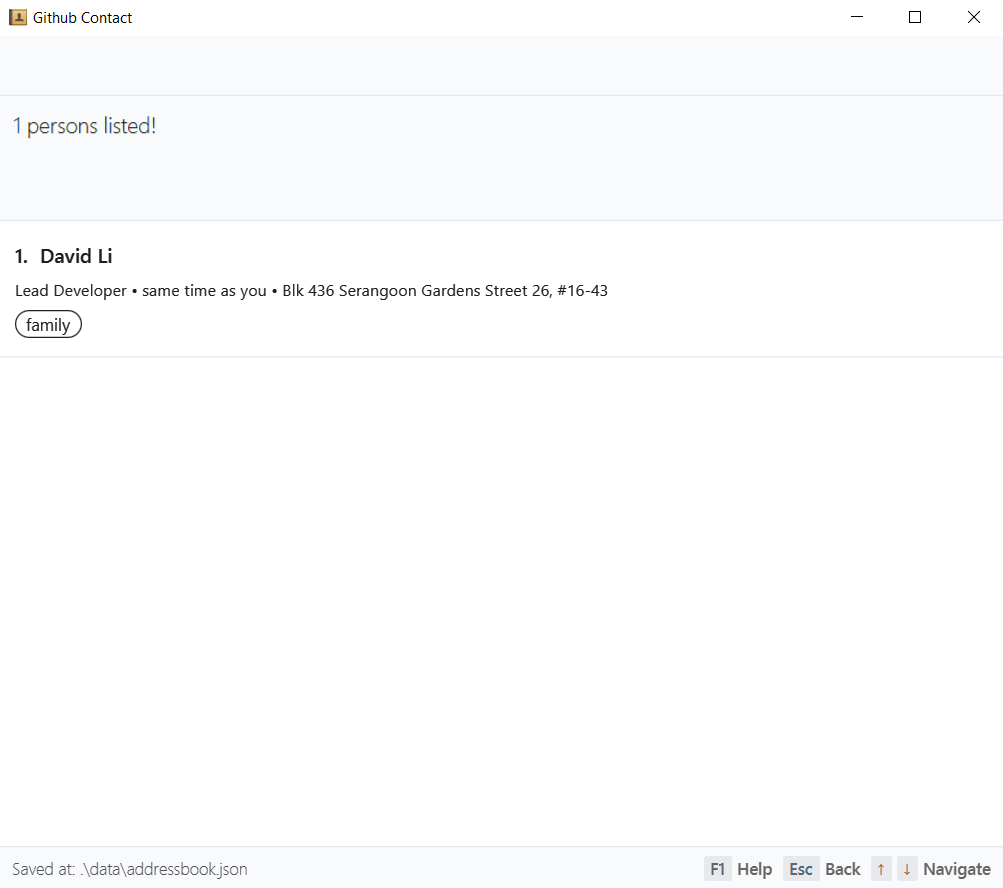 Github Contact
1 persons listed!
1. David Li
Lead Developer • same time as you • Blk 436 Serangoon Gardens Street 26, #16-43
family
Saved at: .\data\addressbook.json F1 Help Esc Back ↑ ↓ Navigate